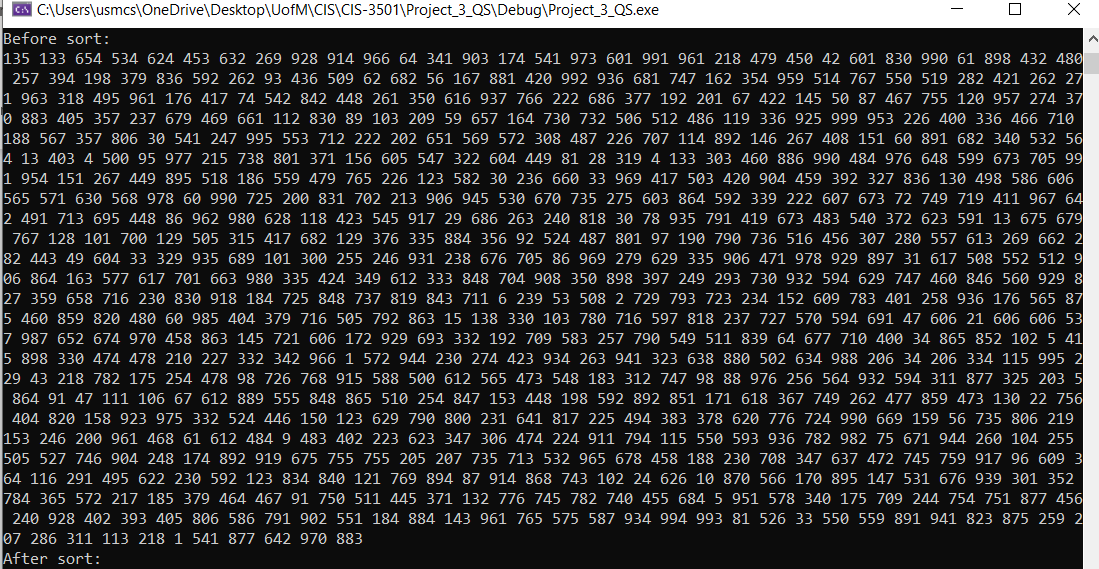 C:\Users\usmcs\OneDrive\Desktop\UofM\CIS\CIS-3501\Project_3_QS\Debug\Project_3_QS.exe
Before sort:
135 133 654 534 624 453 632 269 928 914 966 64 341 903 174 541 973 601 991 961 218 479 450 42 601 830 990 61 898 432 480
 257 394 198 379 836 592 262 93 436 509 62 682 56 167 881 420 992 936 681 747 162 354 959 514 767 550 519 282 421 262 27
1 963 318 495 961 176 417 74 542 842 448 261 350 616 937 766 222 686 377 192 201 67 422 145 50 87 467 755 120 957 274 37
0 883 405 357 237 679 469 661 112 830 89 103 209 59 657 164 730 732 506 512 486 119 336 925 999 953 226 400 336 466 710
188 567 357 806 30 541 247 995 553 712 222 202 651 569 572 308 487 226 707 114 892 146 267 408 151 60 891 682 340 532 56
4 13 403 4 500 95 977 215 738 801 371 156 605 547 322 604 449 81 28 319 4 133 303 460 886 990 484 976 648 599 673 705 99
1 954 151 267 449 895 518 186 559 479 765 226 123 582 30 236 660 33 969 417 503 420 904 459 392 327 836 130 498 586 606
565 571 630 568 978 60 990 725 200 831 702 213 906 945 530 670 735 275 603 864 592 339 222 607 673 72 749 719 411 967 64
2 491 713 695 448 86 962 980 628 118 423 545 917 29 686 263 240 818 30 78 935 791 419 673 483 540 372 623 591 13 675 679
 767 128 101 700 129 505 315 417 682 129 376 335 884 356 92 524 487 801 97 190 790 736 516 456 307 280 557 613 269 662 2
82 443 49 604 33 329 935 689 101 300 255 246 931 238 676 705 86 969 279 629 335 906 471 978 929 897 31 617 508 552 512 9
06 864 163 577 617 701 663 980 335 424 349 612 333 848 704 908 350 898 397 249 293 730 932 594 629 747 460 846 560 929 8
27 359 658 716 230 830 918 184 725 848 737 819 843 711 6 239 53 508 2 729 793 723 234 152 609 783 401 258 936 176 565 87
5 460 859 820 480 60 985 404 379 716 505 792 863 15 138 330 103 780 716 597 818 237 727 570 594 691 47 606 21 606 606 53
7 987 652 674 970 458 863 145 721 606 172 929 693 332 192 709 583 257 790 549 511 839 64 677 710 400 34 865 852 102 5 41
5 898 330 474 478 210 227 332 342 966 1 572 944 230 274 423 934 263 941 323 638 880 502 634 988 206 34 206 334 115 995 2
29 43 218 782 175 254 478 98 726 768 915 588 500 612 565 473 548 183 312 747 98 88 976 256 564 932 594 311 877 325 203 5
 864 91 47 111 106 67 612 889 555 848 865 510 254 847 153 448 198 592 892 851 171 618 367 749 262 477 859 473 130 22 756
 404 820 158 923 975 332 524 446 150 123 629 790 800 231 641 817 225 494 383 378 620 776 724 990 669 159 56 735 806 219
153 246 200 961 468 61 612 484 9 483 402 223 623 347 306 474 224 911 794 115 550 593 936 782 982 75 671 944 260 104 255
505 527 746 904 248 174 892 919 675 755 755 205 207 735 713 532 965 678 458 188 230 708 347 637 472 745 759 917 96 609 3
64 116 291 495 622 230 592 123 834 840 121 769 894 87 914 868 743 102 24 626 10 870 566 170 895 147 531 676 939 301 352
784 365 572 217 185 379 464 467 91 750 511 445 371 132 776 745 782 740 455 684 5 951 578 340 175 709 244 754 751 877 456
 240 928 402 393 405 806 586 791 902 551 184 884 143 961 765 575 587 934 994 993 81 526 33 550 559 891 941 823 875 259 2
07 286 311 113 218 1 541 877 642 970 883
After sort: